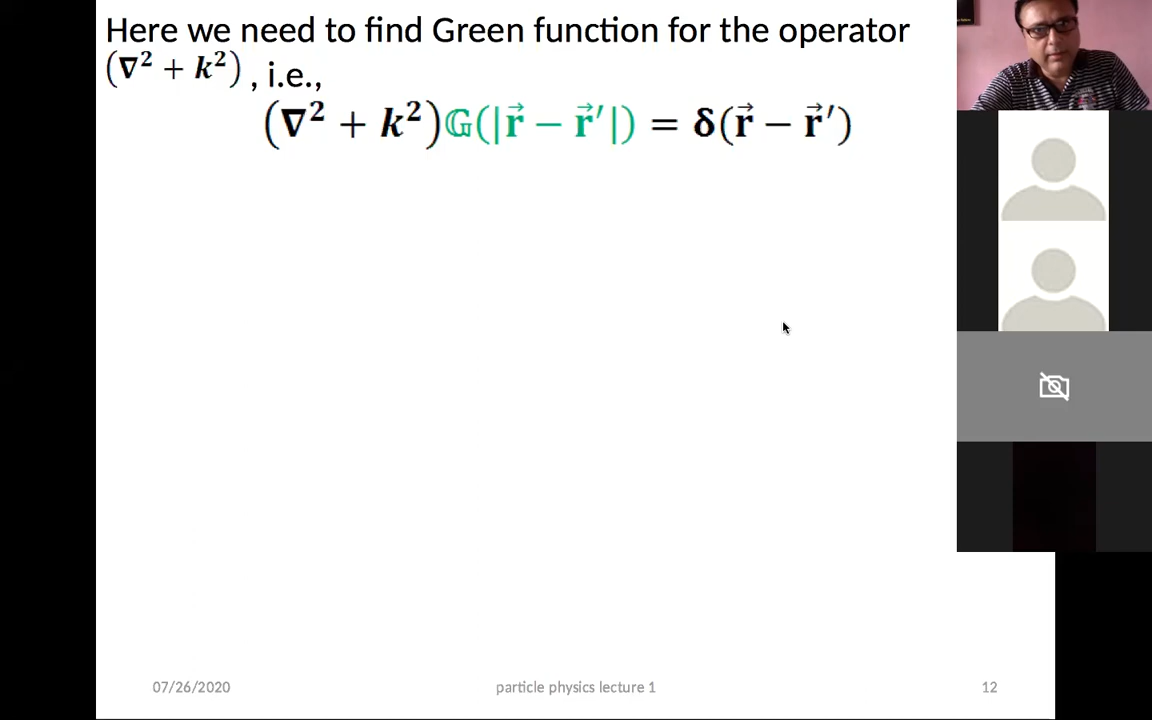 Here we need to find Green function for the operator
(∇² + k²) , i.e.,
(∇² + k²)𝔾(|r⃗ − r⃗′|) = δ(r⃗ − r⃗′)
07/26/2020 particle physics lecture 1 12